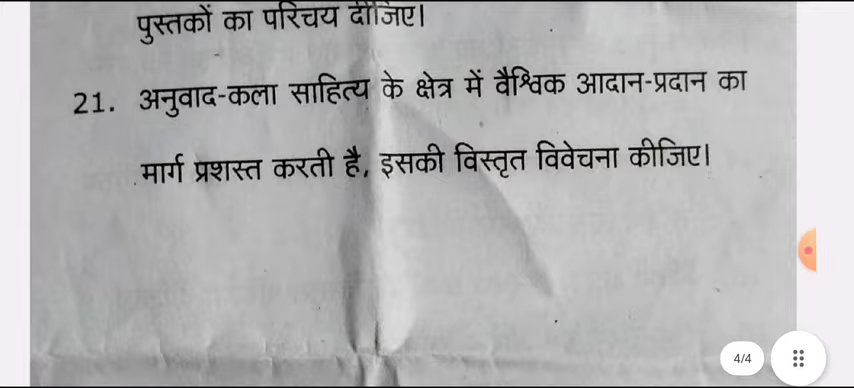 पुस्तकों का परिचय दीजिए।
21. अनुवाद-कला साहित्य के क्षेत्र में वैश्विक आदान-प्रदान का
मार्ग प्रशस्त करती है, इसकी विस्तृत विवेचना कीजिए।
4/4